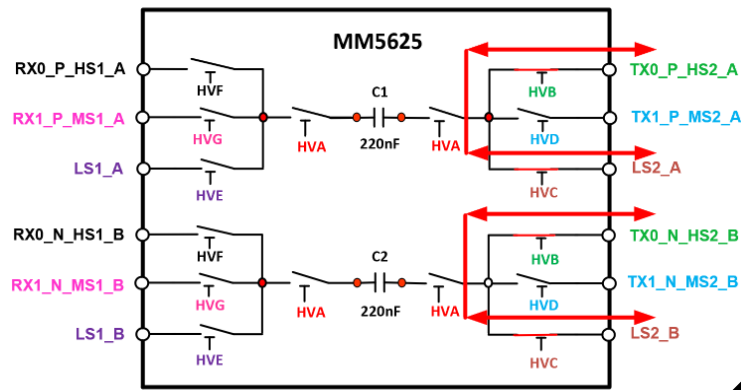 MM5625
RX0_P_HS1_A
HVF
C1
HVB
TX0_P_HS2_A
RX1_P_MS1_A
HVG
HVA
220nF
HVA
HVD
TX1_P_MS2_A
LS1_A
HVE
HVC
LS2_A
RX0_N_HS1_B
HVF
C2
HVB
TX0_N_HS2_B
RX1_N_MS1_B
HVG
HVA
220nF
HVA
HVD
TX1_N_MS2_B
LS1_B
HVE
HVC
LS2_B